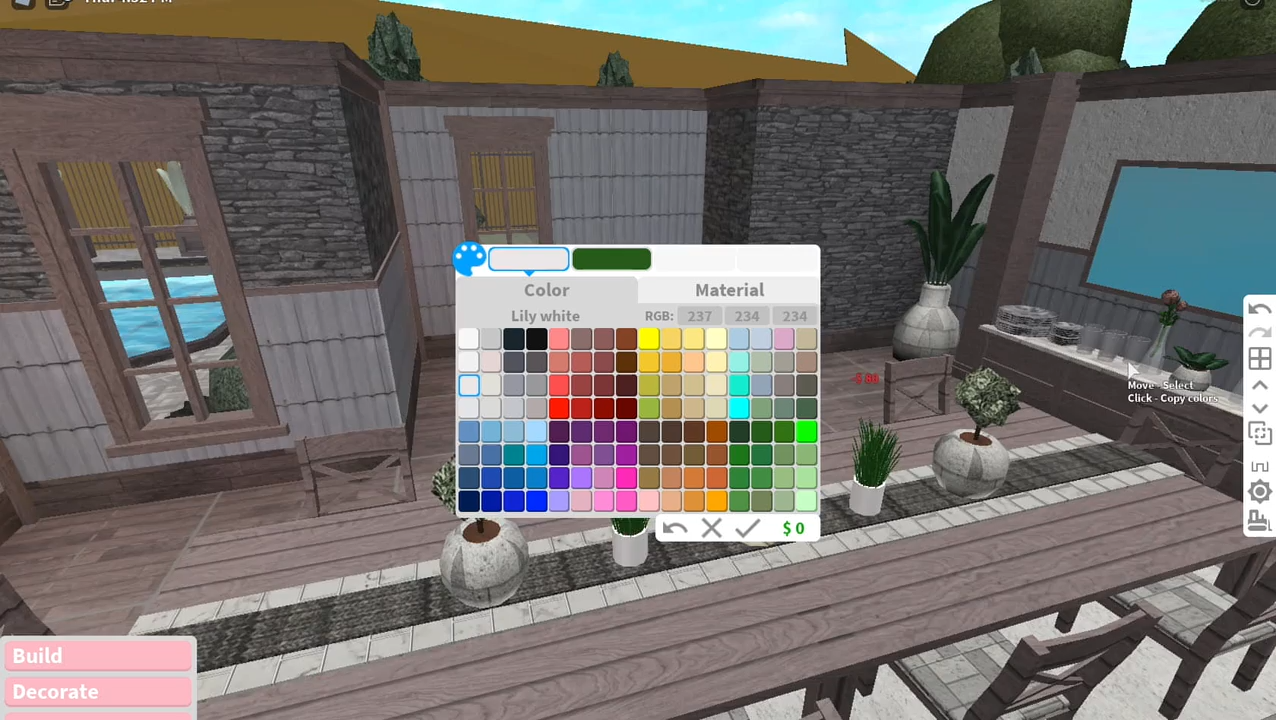 Color
Material
Lily white
RGB: 237 234 234
Move - Select
Click - Copy colors
$ 0
Build
Decorate